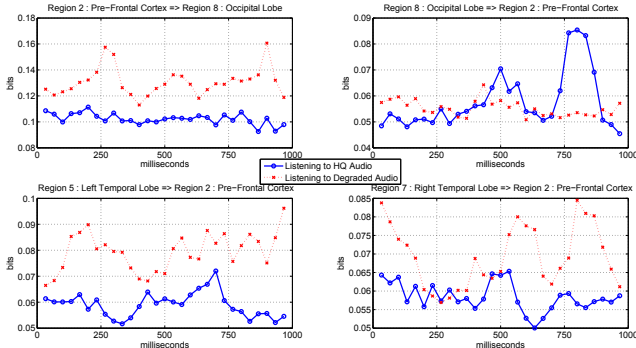 Region 2 : Pre-Frontal Cortex => Region 8 : Occipital Lobe
0.18
0.16
0.14
0.12
0.1
0.08
bits
0 250 500 750 1000
milliseconds
Region 8 : Occipital Lobe => Region 2 : Pre-Frontal Cortex
0.09
0.08
0.07
0.06
0.05
0.04
bits
0 250 500 750 1000
milliseconds
Listening to HQ Audio
Listening to Degraded Audio
Region 5 : Left Temporal Lobe => Region 2 : Pre-Frontal Cortex
0.1
0.09
0.08
0.07
0.06
0.05
bits
0 250 500 750 1000
milliseconds
Region 7 : Right Temporal Lobe => Region 2 : Pre-Frontal Cortex
0.085
0.08
0.075
0.07
0.065
0.06
0.055
0.05
bits
0 250 500 750 1000
milliseconds